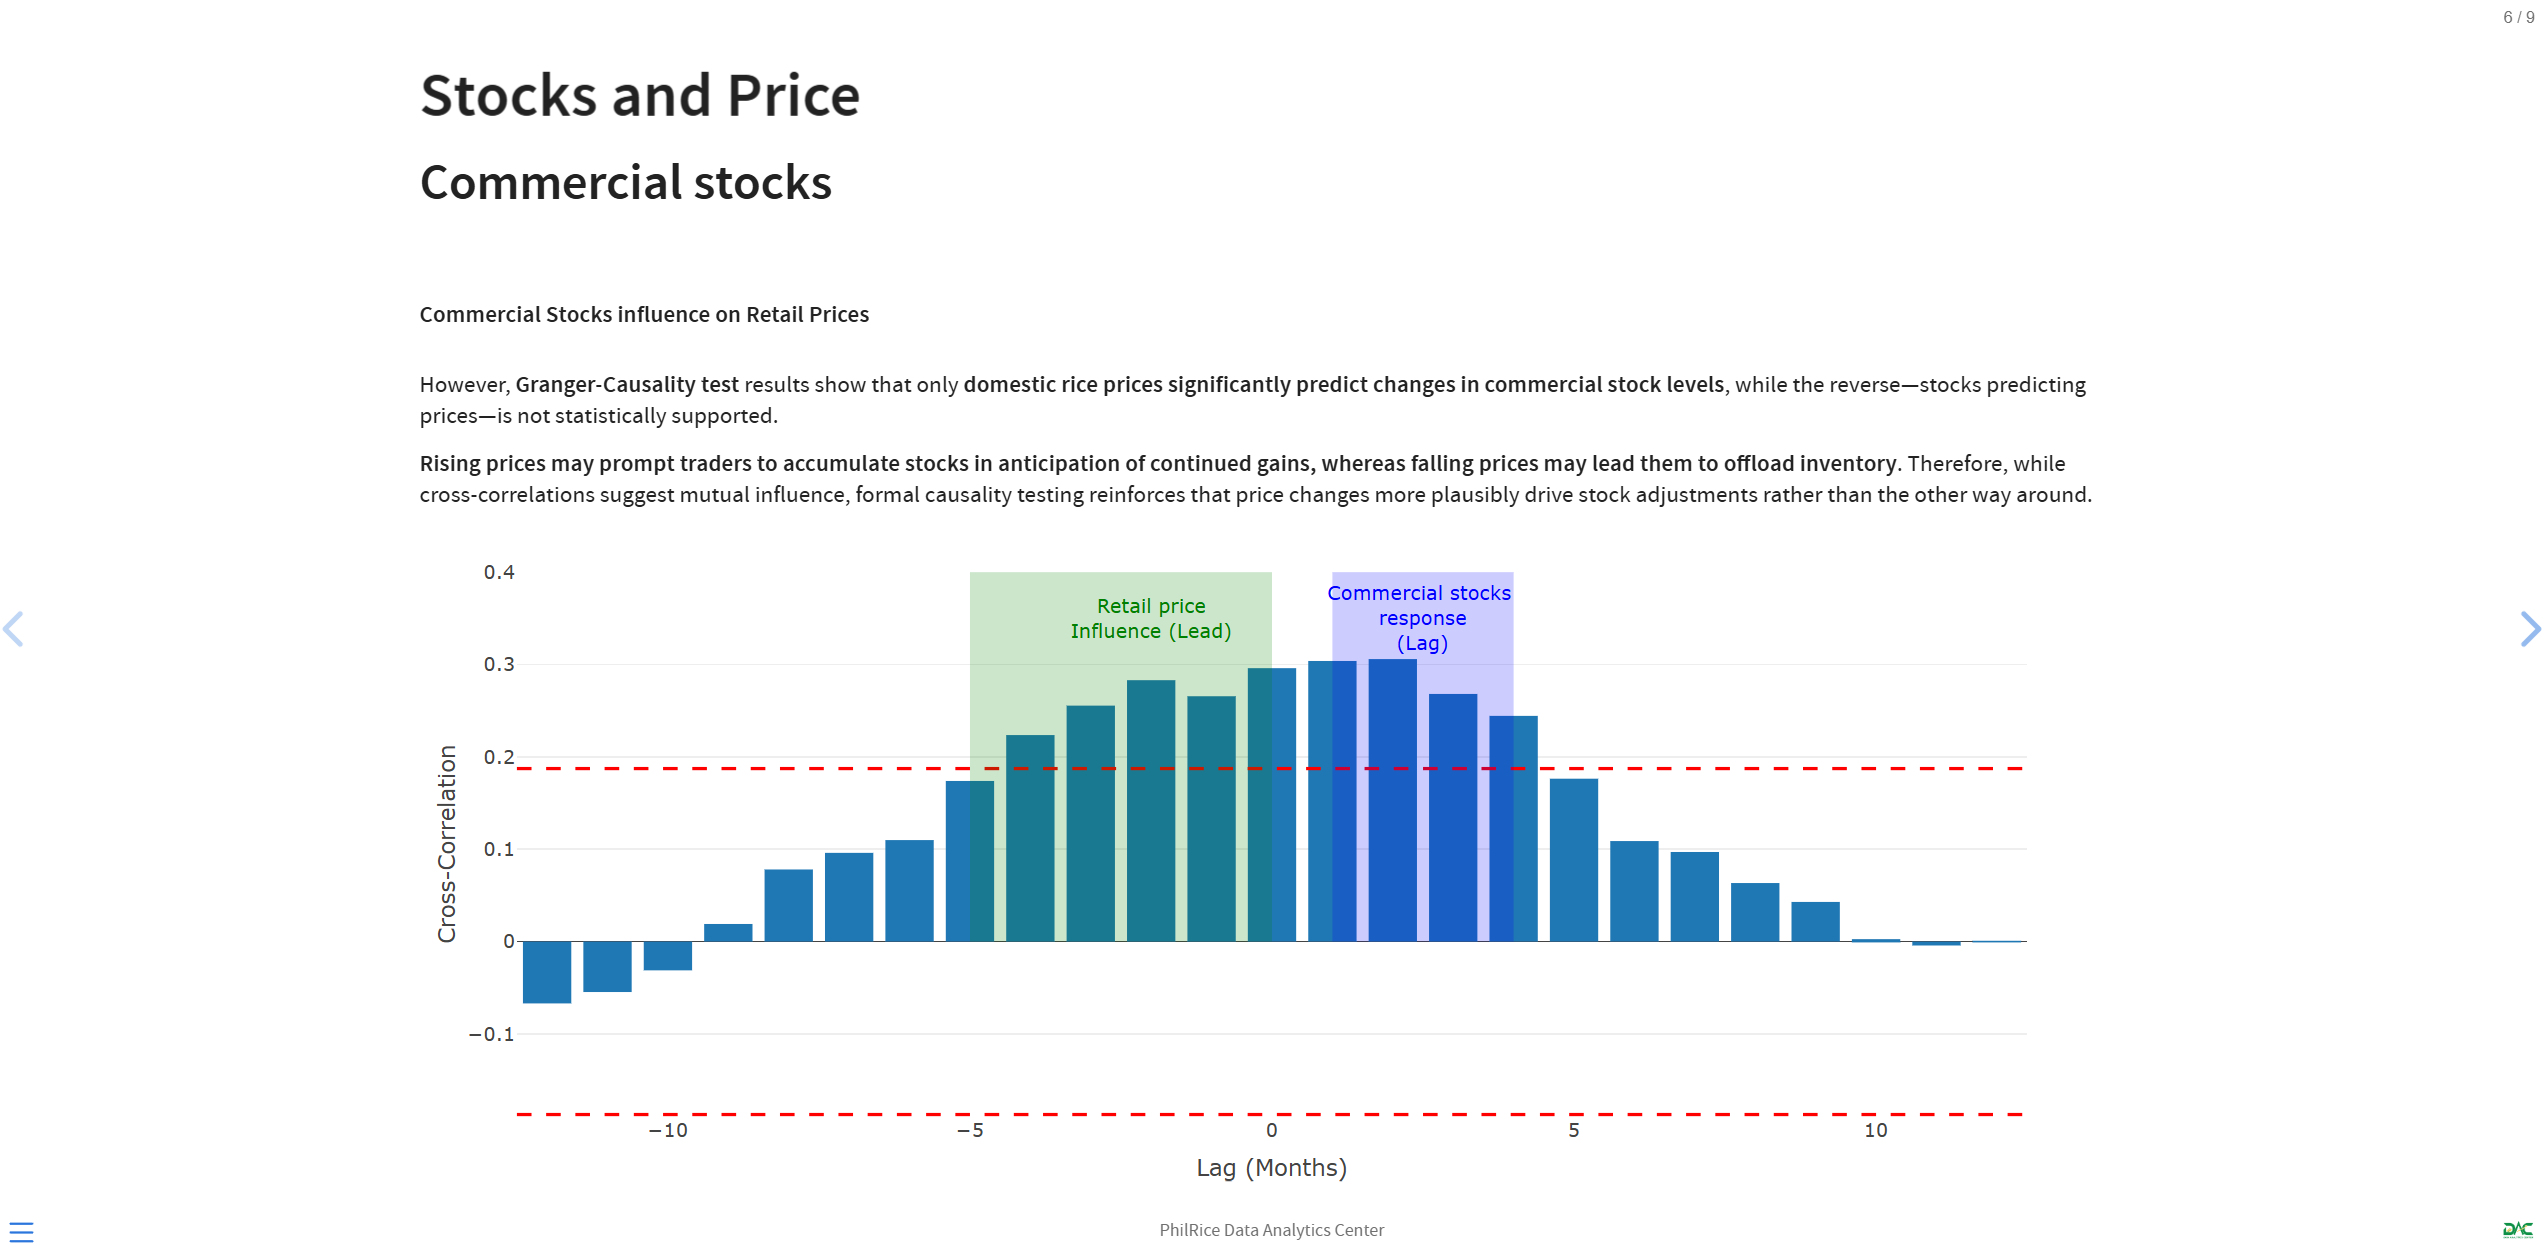 6 / 9
Stocks and Price
Commercial stocks
Commercial Stocks influence on Retail Prices
However, Granger-Causality test results show that only domestic rice prices significantly predict changes in commercial stock levels, while the reverse—stocks predicting
prices—is not statistically supported.
Rising prices may prompt traders to accumulate stocks in anticipation of continued gains, whereas falling prices may lead them to offload inventory. Therefore, while
cross-correlations suggest mutual influence, formal causality testing reinforces that price changes more plausibly drive stock adjustments rather than the other way around.
0.4
0.3
0.2
0.1
0
−0.1
Cross-Correlation
Retail price
Influence (Lead)
Commercial stocks
response
(Lag)
−10
−5
0
5
10
Lag (Months)
PhilRice Data Analytics Center
DAC